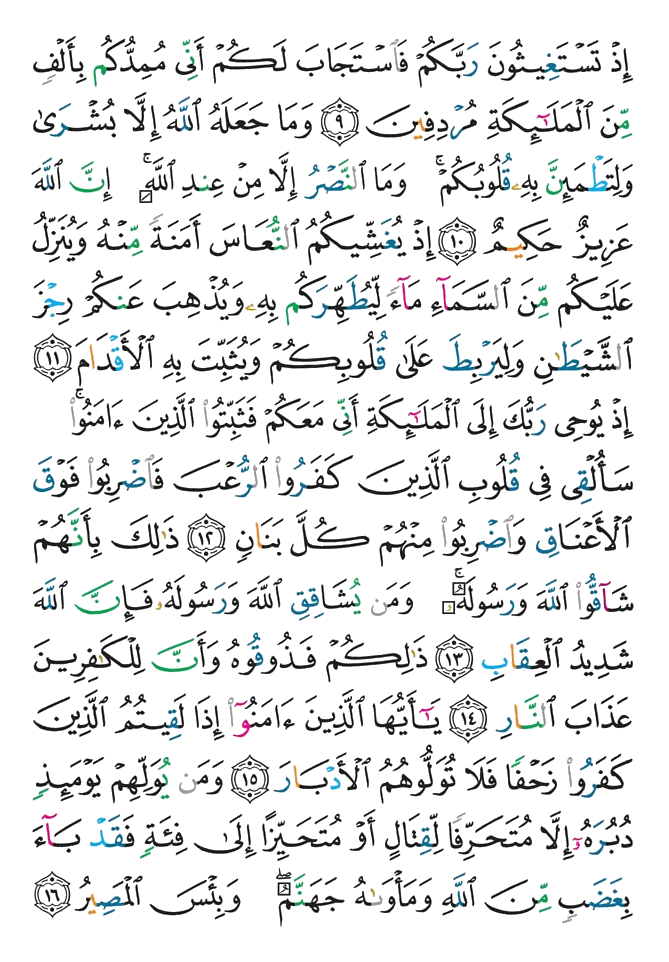 إِذْ تَسْتَغِيثُونَ رَبَّكُمْ فَٱسْتَجَابَ لَكُمْ أَنِّى مُمِدُّكُم بِأَلْفٍ
مِّنَ ٱلْمَلَـٰٓئِكَةِ مُرْدِفِينَ ٩ وَمَا جَعَلَهُ ٱللَّهُ إِلَّا بُشْرَىٰ
وَلِتَطْمَئِنَّ بِهِۦ قُلُوبُكُمْ ۚ وَمَا ٱلنَّصْرُ إِلَّا مِنْ عِندِ ٱللَّهِ ۚ إِنَّ ٱللَّهَ
عَزِيزٌ حَكِيمٌ ١٠ إِذْ يُغَشِّيكُمُ ٱلنُّعَاسَ أَمَنَةً مِّنْهُ وَيُنَزِّلُ
عَلَيْكُم مِّنَ ٱلسَّمَآءِ مَآءً لِّيُطَهِّرَكُم بِهِۦ وَيُذْهِبَ عَنكُمْ رِجْزَ
ٱلشَّيْطَـٰنِ وَلِيَرْبِطَ عَلَىٰ قُلُوبِكُمْ وَيُثَبِّتَ بِهِ ٱلْأَقْدَامَ ١١
إِذْ يُوحِى رَبُّكَ إِلَى ٱلْمَلَـٰٓئِكَةِ أَنِّى مَعَكُمْ فَثَبِّتُوا۟ ٱلَّذِينَ ءَامَنُوا۟ ۚ
سَأُلْقِى فِى قُلُوبِ ٱلَّذِينَ كَفَرُوا۟ ٱلرُّعْبَ فَٱضْرِبُوا۟ فَوْقَ
ٱلْأَعْنَاقِ وَٱضْرِبُوا۟ مِنْهُمْ كُلَّ بَنَانٍ ١٢ ذَٰلِكَ بِأَنَّهُمْ
شَآقُّوا۟ ٱللَّهَ وَرَسُولَهُۥ ۚ وَمَن يُشَاقِقِ ٱللَّهَ وَرَسُولَهُۥ فَإِنَّ ٱللَّهَ
شَدِيدُ ٱلْعِقَابِ ١٣ ذَٰلِكُمْ فَذُوقُوهُ وَأَنَّ لِلْكَـٰفِرِينَ
عَذَابَ ٱلنَّارِ ١٤ يَـٰٓأَيُّهَا ٱلَّذِينَ ءَامَنُوٓا۟ إِذَا لَقِيتُمُ ٱلَّذِينَ
كَفَرُوا۟ زَحْفًا فَلَا تُوَلُّوهُمُ ٱلْأَدْبَارَ ١٥ وَمَن يُوَلِّهِمْ يَوْمَئِذٍ
دُبُرَهُۥٓ إِلَّا مُتَحَرِّفًا لِّقِتَالٍ أَوْ مُتَحَيِّزًا إِلَىٰ فِئَةٍ فَقَدْ بَآءَ
بِغَضَبٍ مِّنَ ٱللَّهِ وَمَأْوَىٰهُ جَهَنَّمُ ۖ وَبِئْسَ ٱلْمَصِيرُ ١٦